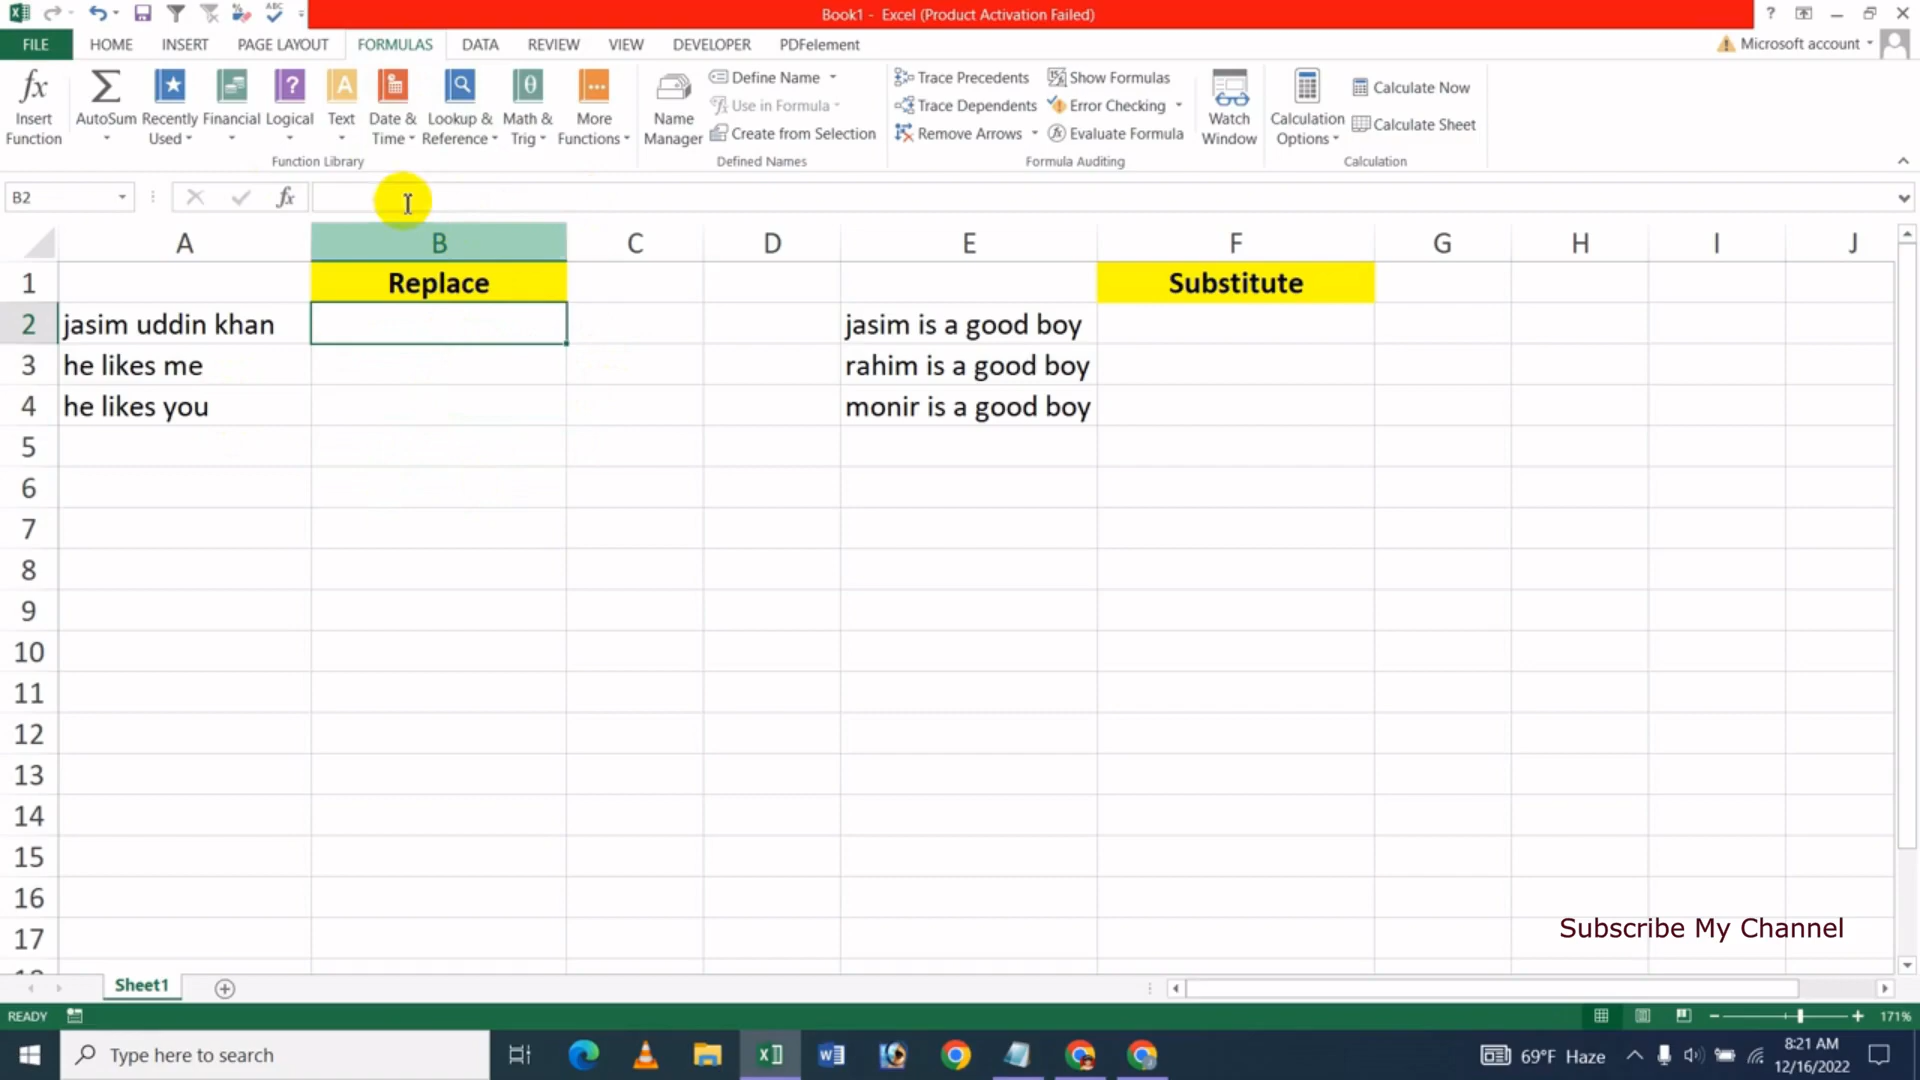 Book1 - Excel (Product Activation Failed)
FILE HOME INSERT PAGE LAYOUT FORMULAS DATA REVIEW VIEW DEVELOPER PDFelement Microsoft account
Insert Function AutoSum Recently Used Financial Logical Text Date & Time Lookup & Reference Math & Trig More Functions
Function Library
Name Manager Define Name Use in Formula Create from Selection
Defined Names
Trace Precedents Show Formulas
Trace Dependents Error Checking
Remove Arrows Evaluate Formula
Formula Auditing
Watch Window
Calculation Options Calculate Now Calculate Sheet
Calculation
B2 fx
A B C D E F G H I J
1 Replace Substitute
2 jasim uddin khan jasim is a good boy
3 he likes me rahim is a good boy
4 he likes you monir is a good boy
5
6
7
8
9
10
11
12
13
14
15
16
17
Subscribe My Channel
Sheet1
READY 171%
Type here to search 69°F Haze 8:21 AM
12/16/2022